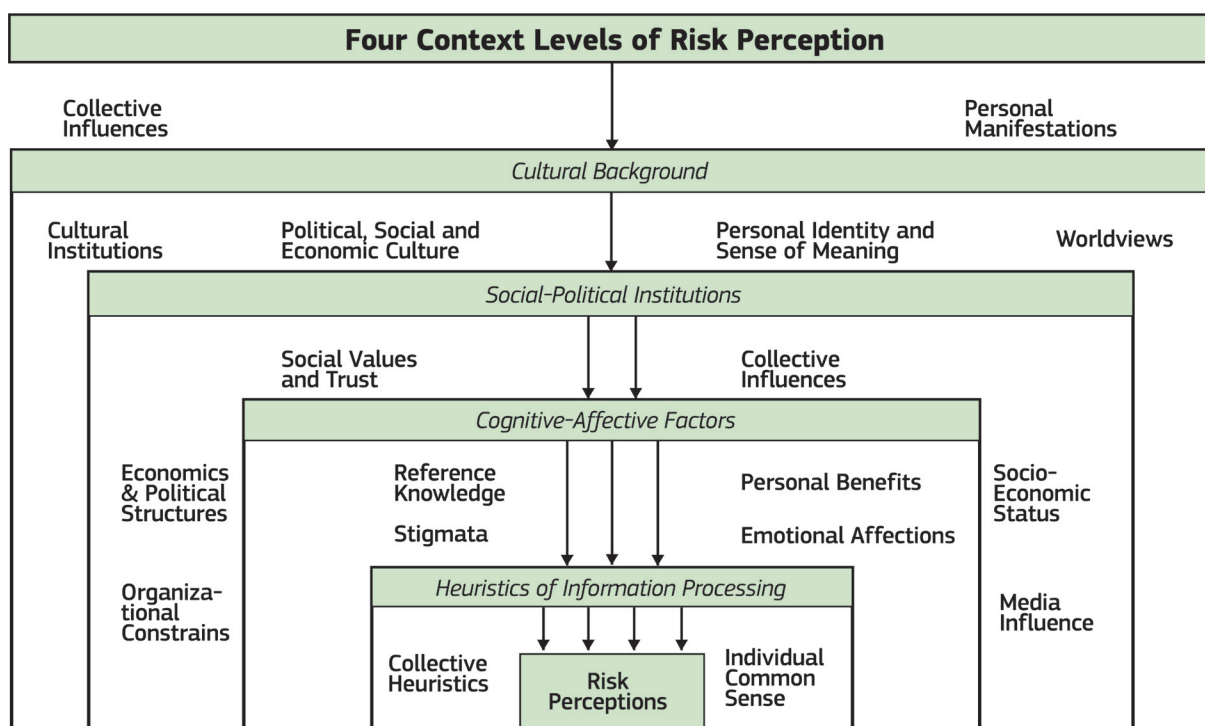 Four Context Levels of Risk Perception
Collective
Influences
Personal
Manifestations
Cultural Background
Cultural
Institutions
Political, Social and
Economic Culture
Personal Identity and
Sense of Meaning
Worldviews
Social-Political Institutions
Social Values
and Trust
Collective
Influences
Cognitive-Affective Factors
Economics
& Political
Structures
Reference
Knowledge
Stigmata
Personal Benefits
Emotional Affections
Socio-
Economic
Status
Heuristics of Information Processing
Organiza-
tional
Constrains
Media
Influence
Collective
Heuristics
Risk
Perceptions
Individual
Common
Sense